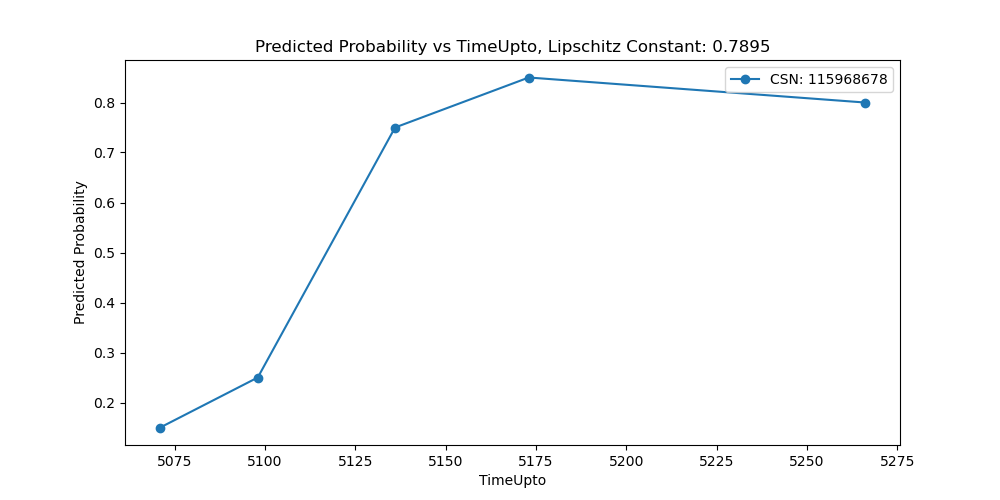 Predicted Probability vs TimeUpto, Lipschitz Constant: 0.7895
CSN: 115968678
Predicted Probability
0.8
0.7
0.6
0.5
0.4
0.3
0.2
5075 5100 5125 5150 5175 5200 5225 5250 5275
TimeUpto